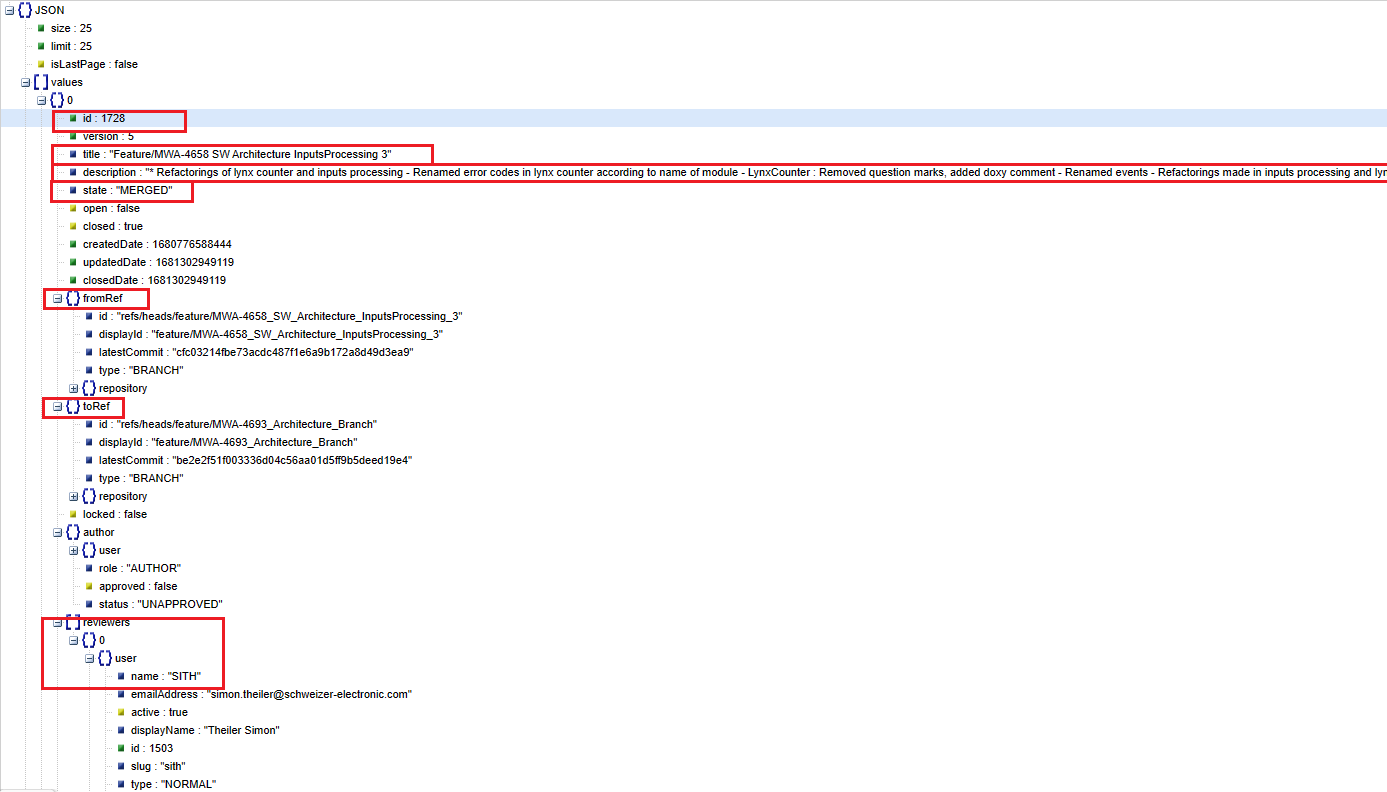 JSON
size : 25
limit : 25
isLastPage : false
values
0
id : 1728
version : 5
title : "Feature/MWA-4658 SW Architecture InputsProcessing 3"
description : "* Refactorings of lynx counter and inputs processing - Renamed error codes in lynx counter according to name of module - LynxCounter : Removed question marks, added doxy comment - Renamed events - Refactorings made in inputs processing and lyn
state : "MERGED"
open : false
closed : true
createdDate : 1680776588444
updatedDate : 1681302949119
closedDate : 1681302949119
fromRef
id : "refs/heads/feature/MWA-4658_SW_Architecture_InputsProcessing_3"
displayId : "feature/MWA-4658_SW_Architecture_InputsProcessing_3"
latestCommit : "cfc03214fbe73acdc487f1e6a9b172a8d49d3ea9"
type : "BRANCH"
repository
toRef
id : "refs/heads/feature/MWA-4693_Architecture_Branch"
displayId : "feature/MWA-4693_Architecture_Branch"
latestCommit : "be2e2f51f003336d04c56aa01d5ff9b5deed19e4"
type : "BRANCH"
repository
locked : false
author
user
role : "AUTHOR"
approved : false
status : "UNAPPROVED"
reviewers
0
user
name : "SITH"
emailAddress : "simon.theiler@schweizer-electronic.com"
active : true
displayName : "Theiler Simon"
id : 1503
slug : "sith"
type : "NORMAL"